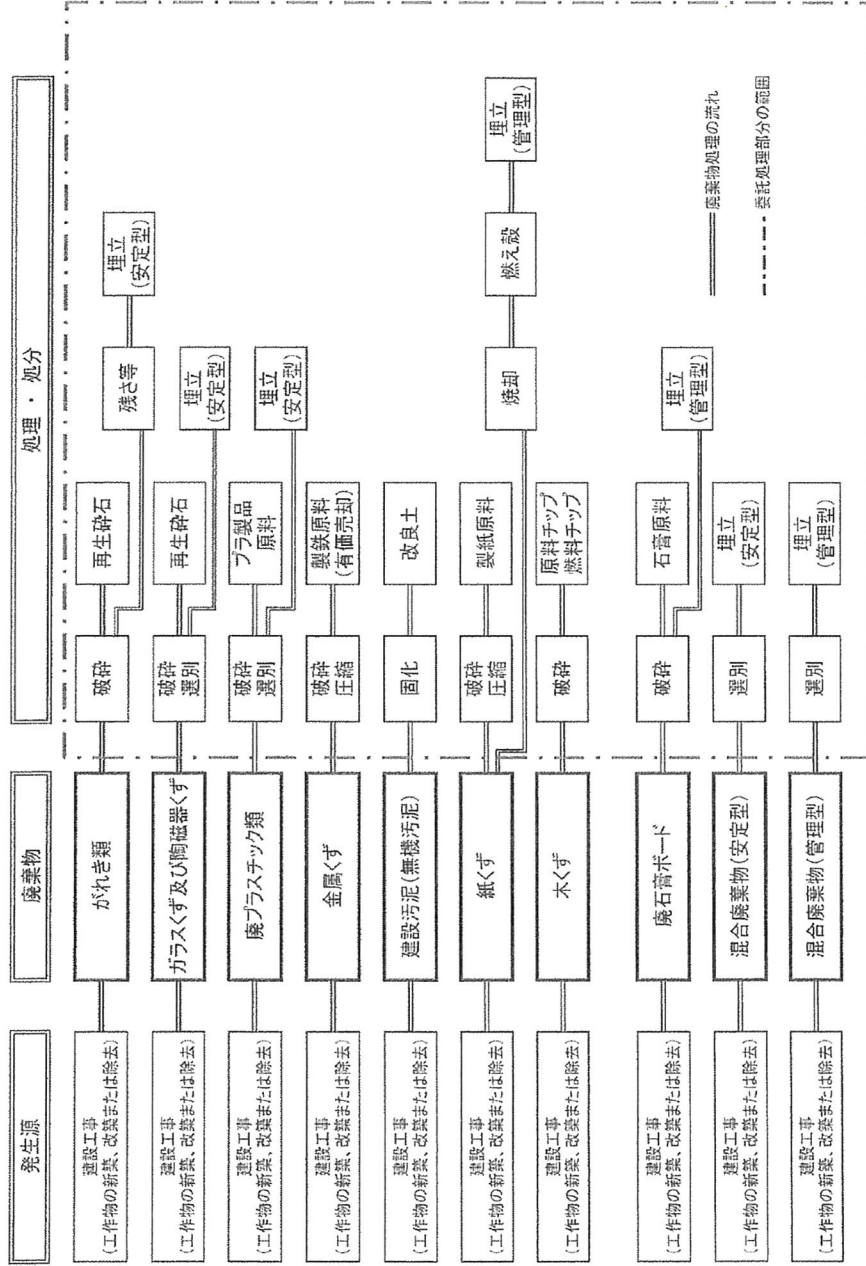 発生源
廃棄物
処理・処分
建設工事
(工作物の新築、改築または除去)
がれき類
破砕
再生砕石
残さ等
埋立
(安定型)
建設工事
(工作物の新築、改築または除去)
ガラスくず及び陶磁器くず
破砕
選別
再生砕石
埋立
(安定型)
建設工事
(工作物の新築、改築または除去)
廃プラスチック類
破砕
選別
プラ製品
原料
埋立
(安定型)
建設工事
(工作物の新築、改築または除去)
金属くず
破砕
圧縮
製鉄原料
(有価売却)
建設工事
(工作物の新築、改築または除去)
建設汚泥(無機汚泥)
固化
改良土
建設工事
(工作物の新築、改築または除去)
紙くず
破砕
圧縮
製紙原料
焼却
燃え殻
埋立
(管理型)
建設工事
(工作物の新築、改築または除去)
木くず
破砕
原料チップ
燃料チップ
建設工事
(工作物の新築、改築または除去)
廃石膏ボード
破砕
石膏原料
埋立
(管理型)
建設工事
(工作物の新築、改築または除去)
混合廃棄物(安定型)
選別
埋立
(安定型)
建設工事
(工作物の新築、改築または除去)
混合廃棄物(管理型)
選別
埋立
(管理型)
廃棄物処理の流れ
委託処理部分の範囲